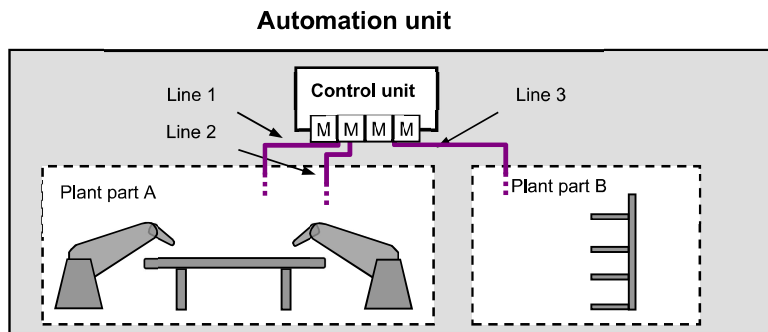 Automation unit
Control unit
Line 1
Line 3
M M M M
Line 2
Plant part A
Plant part B